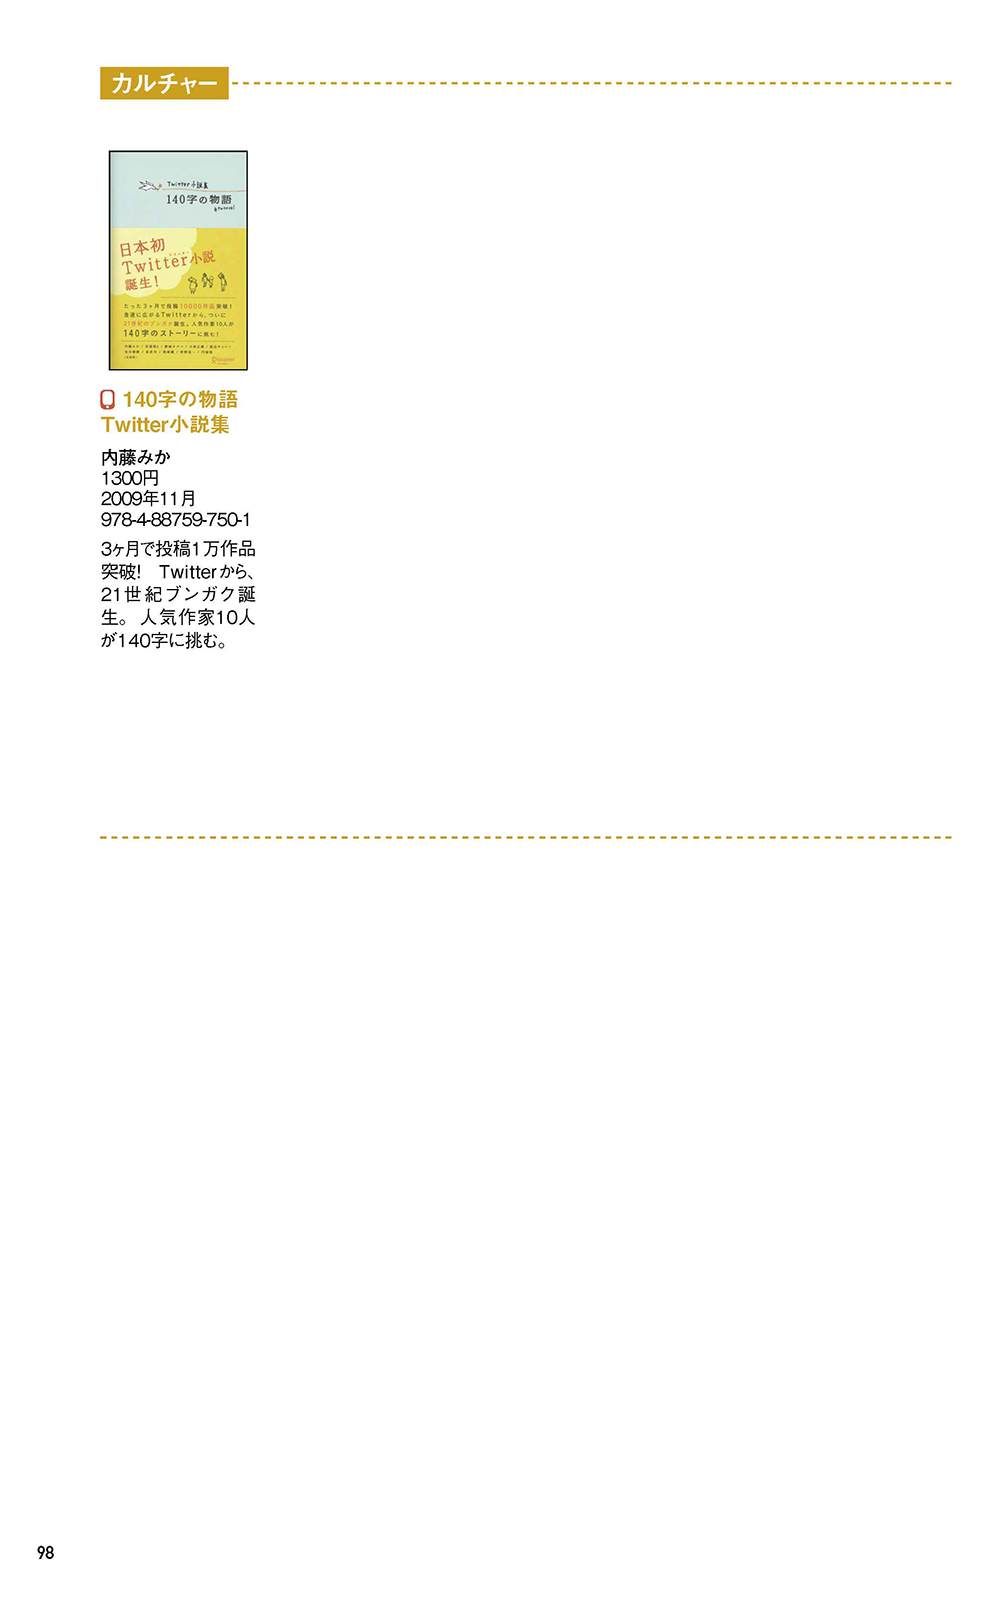 カルチャー
Twitter小説集
140字の物語
#twnovel
日本初
Twitter小説
誕生！
たった3ヶ月で投稿10000作品突破！
急速に広がるTwitterから、ついに
21世紀のブンガク誕生。人気作家10人が
140字のストーリーに挑む！
Discover
140字の物語
Twitter小説集
内藤みか
1300円
2009年11月
978-4-88759-750-1
3ヶ月で投稿1万作品
突破！　Twitterから、
21世紀ブンガク誕
生。人気作家10人
が140字に挑む。
98